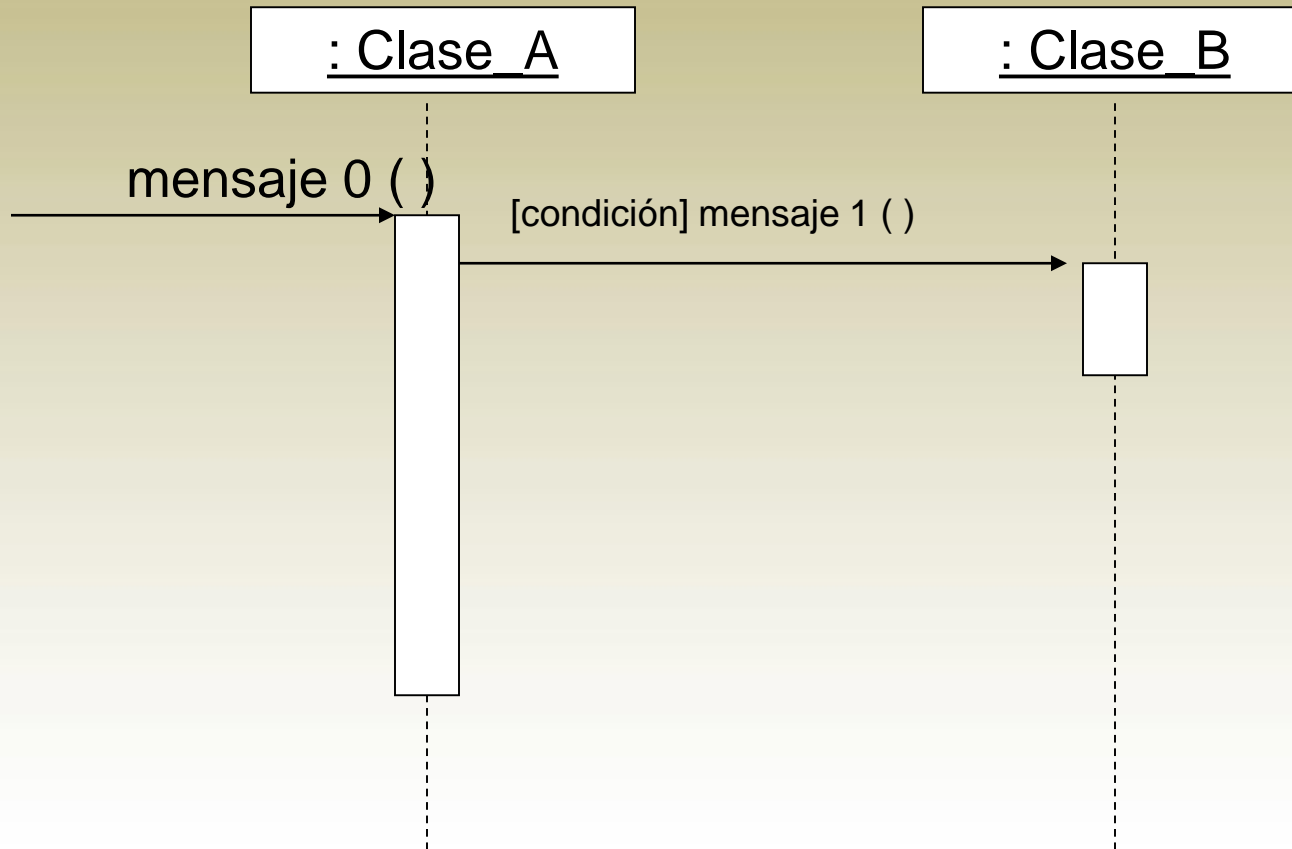 : Clase_A
: Clase_B
mensaje 0 ( )
[condición] mensaje 1 ( )